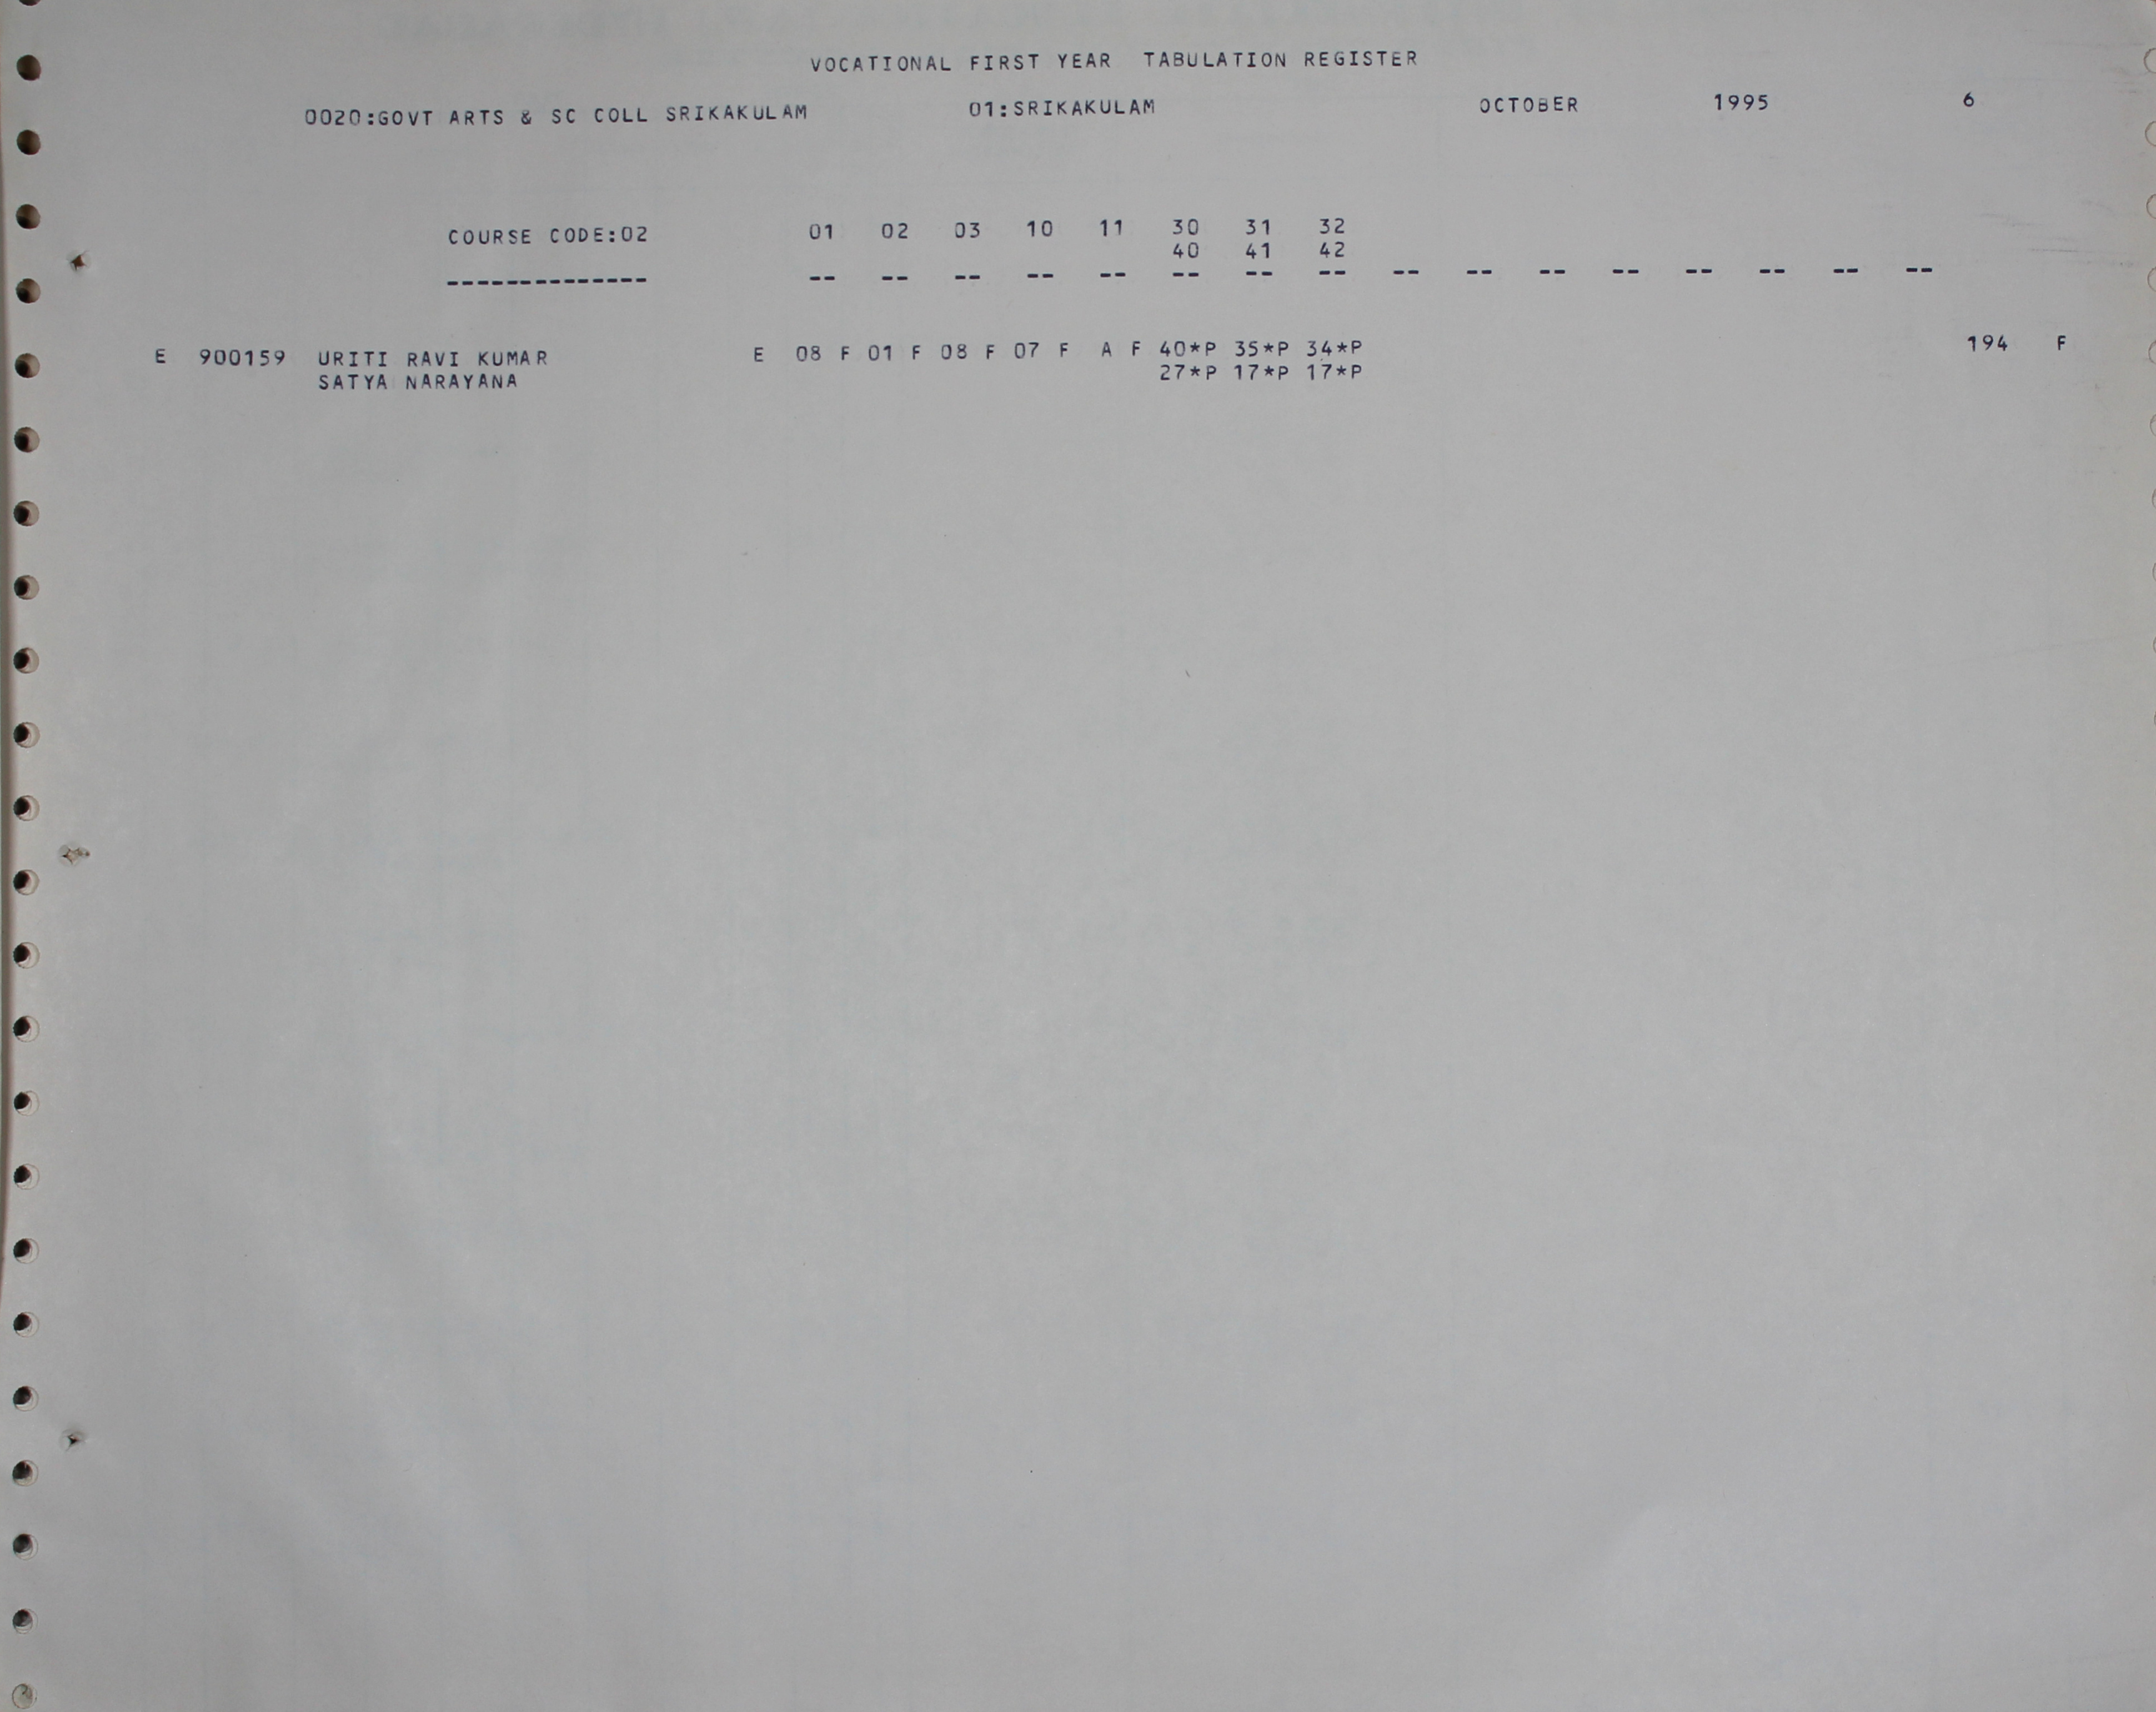 VOCATIONAL FIRST YEAR TABULATION REGISTER
0020:GOVT ARTS & SC COLL SRIKAKULAM 01:SRIKAKULAM OCTOBER 1995 6
COURSE CODE:02 01 02 03 10 11 30 31 32
40 41 42
-------------- -- -- -- -- -- -- -- -- -- -- -- -- -- -- -- --
E 900159 URITI RAVI KUMAR E 08 F 01 F 08 F 07 F A F 40*P 35*P 34*P 194 F
SATYA NARAYANA 27*P 17*P 17*P